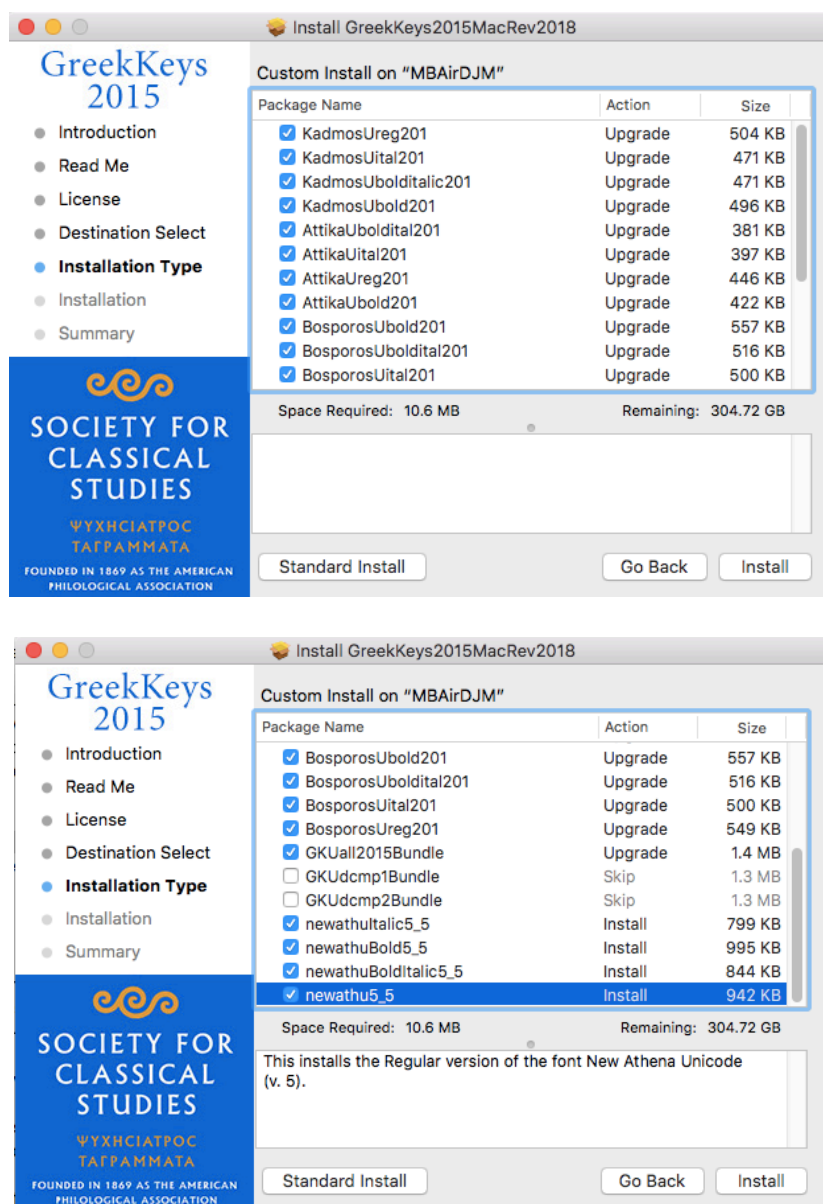 Install GreekKeys2015MacRev2018
GreekKeys
2015
Introduction
Read Me
License
Destination Select
Installation Type
Installation
Summary
SOCIETY FOR
CLASSICAL
STUDIES
ΨΥΧΗCΙΑΤΡΟC
ΤΑΓΡΑΜΜΑΤΑ
FOUNDED IN 1869 AS THE AMERICAN
PHILOLOGICAL ASSOCIATION
Custom Install on “MBAirDJM”
Package Name Action Size
KadmosUreg201 Upgrade 504 KB
KadmosUital201 Upgrade 471 KB
KadmosUbolditalic201 Upgrade 471 KB
KadmosUbold201 Upgrade 496 KB
AttikaUboldital201 Upgrade 381 KB
AttikaUital201 Upgrade 397 KB
AttikaUreg201 Upgrade 446 KB
AttikaUbold201 Upgrade 422 KB
BosporosUbold201 Upgrade 557 KB
BosporosUboldital201 Upgrade 516 KB
BosporosUital201 Upgrade 500 KB
Space Required: 10.6 MB Remaining: 304.72 GB
Standard Install Go Back Install
Install GreekKeys2015MacRev2018
GreekKeys
2015
Introduction
Read Me
License
Destination Select
Installation Type
Installation
Summary
SOCIETY FOR
CLASSICAL
STUDIES
ΨΥΧΗCΙΑΤΡΟC
ΤΑΓΡΑΜΜΑΤΑ
FOUNDED IN 1869 AS THE AMERICAN
PHILOLOGICAL ASSOCIATION
Custom Install on “MBAirDJM”
Package Name Action Size
BosporosUbold201 Upgrade 557 KB
BosporosUboldital201 Upgrade 516 KB
BosporosUital201 Upgrade 500 KB
BosporosUreg201 Upgrade 549 KB
GKUall2015Bundle Upgrade 1.4 MB
GKUdcmp1Bundle Skip 1.3 MB
GKUdcmp2Bundle Skip 1.3 MB
newathuItalic5_5 Install 799 KB
newathuBold5_5 Install 995 KB
newathuBoldItalic5_5 Install 844 KB
newathu5_5 Install 942 KB
Space Required: 10.6 MB Remaining: 304.72 GB
This installs the Regular version of the font New Athena Unicode
(v. 5).
Standard Install Go Back Install